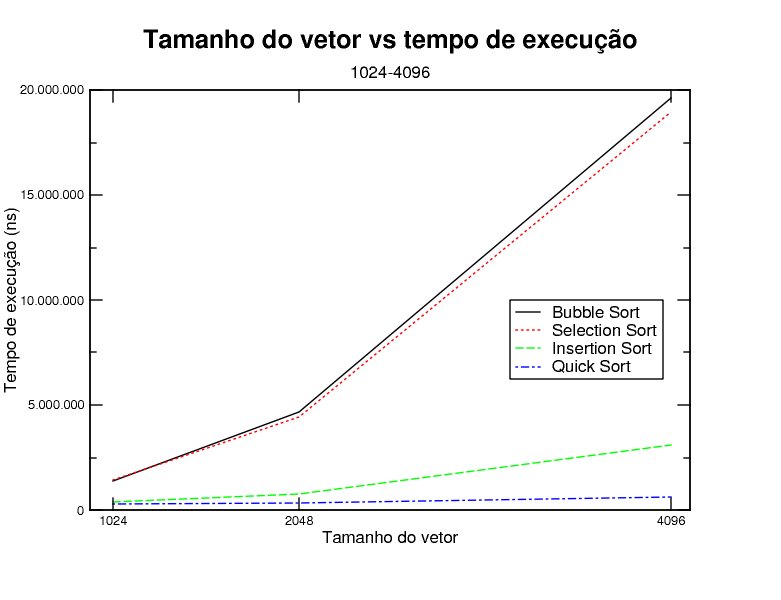 Tamanho do vetor vs tempo de execução
1024-4096
20.000.000
15.000.000
10.000.000
5.000.000
0
Tempo de execução (ns)
Bubble Sort
Selection Sort
Insertion Sort
Quick Sort
1024 2048 4096
Tamanho do vetor